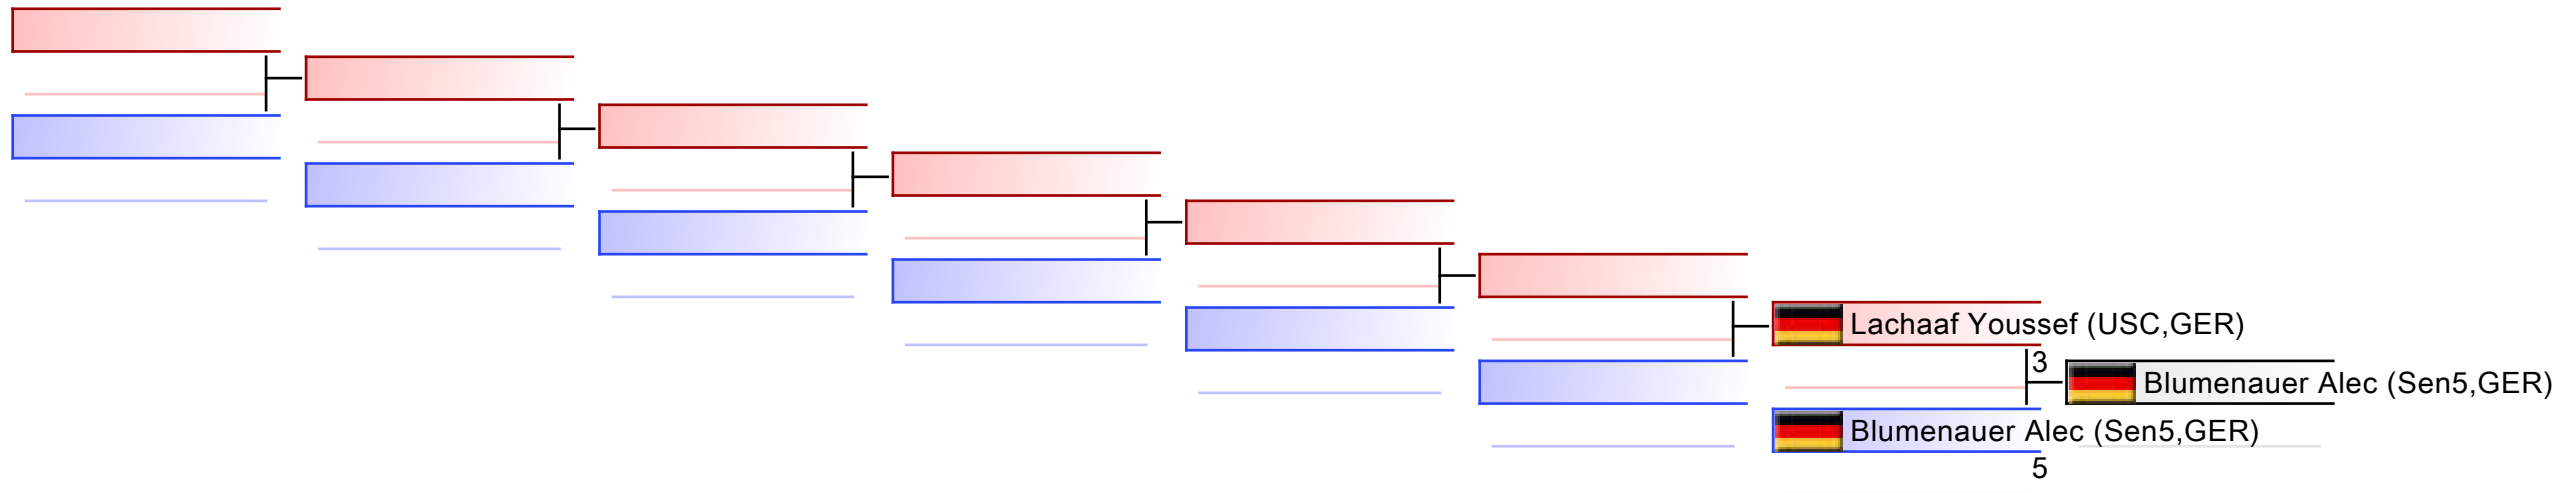 Lachaaf Youssef (USC,GER)
3
Blumenauer Alec (Sen5,GER)
Blumenauer Alec (Sen5,GER)
5